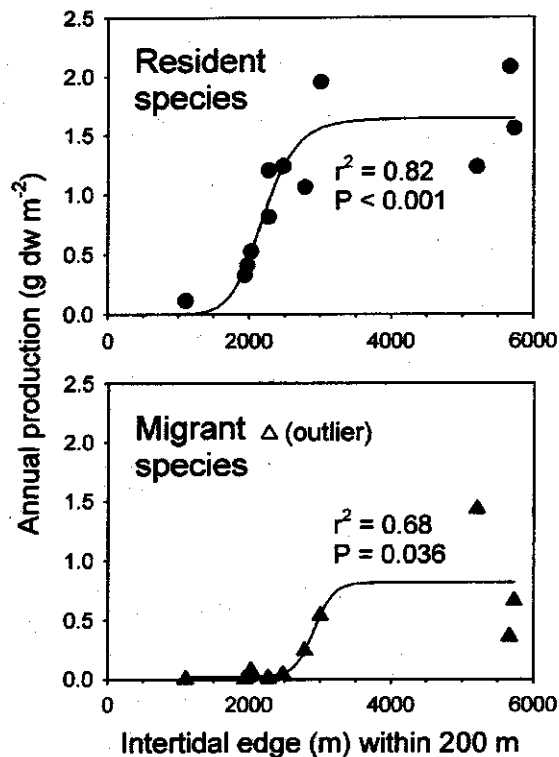 Annual production (g dw m⁻²)
2.5
2.0
1.5
1.0
0.5
0.0
Resident
species
r² = 0.82
P < 0.001
0
2000
4000
6000
2.5
2.0
1.5
1.0
0.5
0.0
Migrant △ (outlier)
species
r² = 0.68
P = 0.036
0
2000
4000
6000
Intertidal edge (m) within 200 m